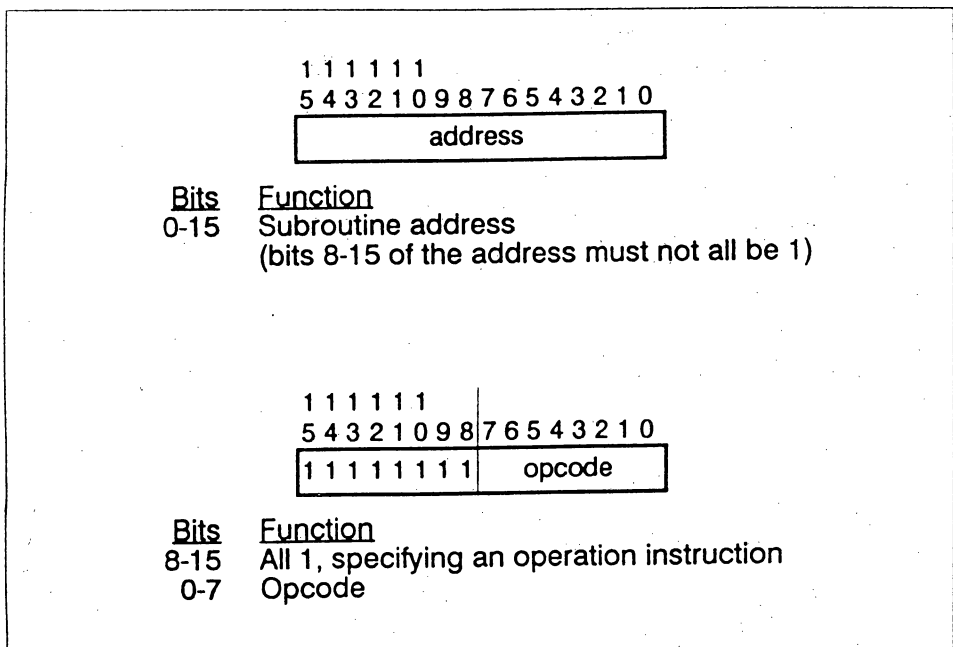 1 1 1 1 1 1
5 4 3 2 1 0 9 8 7 6 5 4 3 2 1 0
address
Bits Function
0-15 Subroutine address
(bits 8-15 of the address must not all be 1)
1 1 1 1 1 1
5 4 3 2 1 0 9 8 7 6 5 4 3 2 1 0
1 1 1 1 1 1 1 1 opcode
Bits Function
8-15 All 1, specifying an operation instruction
0-7 Opcode